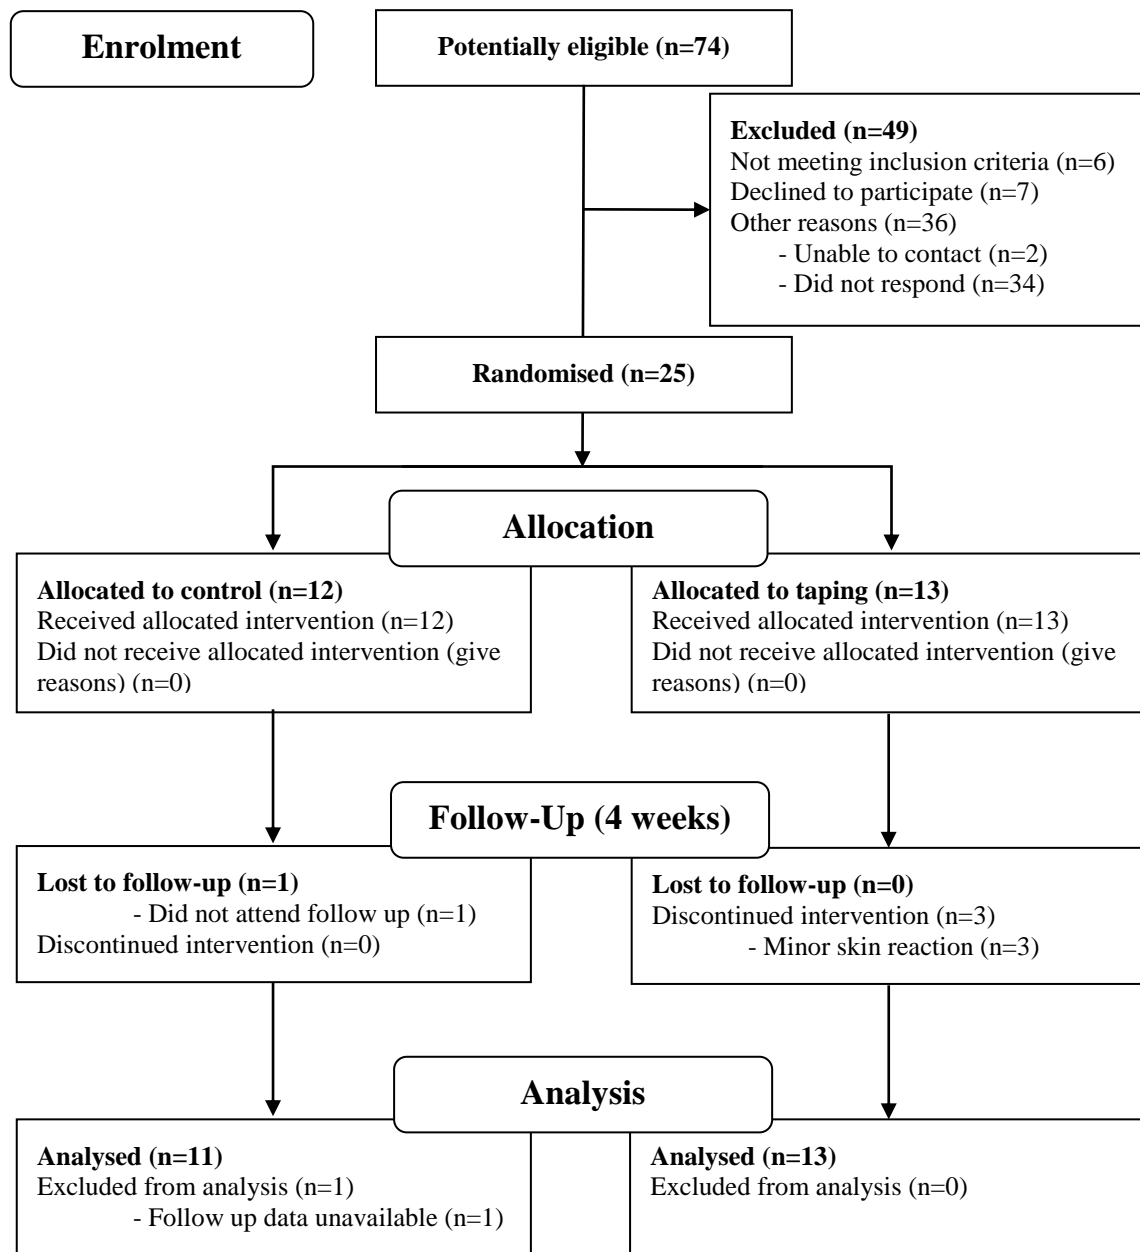 Enrolment
Potentially eligible (n=74)
Excluded (n=49)
Not meeting inclusion criteria (n=6)
Declined to participate (n=7)
Other reasons (n=36)
- Unable to contact (n=2)
- Did not respond (n=34)
Randomised (n=25)
Allocation
Allocated to control (n=12)
Received allocated intervention (n=12)
Did not receive allocated intervention (give
reasons) (n=0)
Allocated to taping (n=13)
Received allocated intervention (n=13)
Did not receive allocated intervention (give
reasons) (n=0)
Follow-Up (4 weeks)
Lost to follow-up (n=1)
- Did not attend follow up (n=1)
Discontinued intervention (n=0)
Lost to follow-up (n=0)
Discontinued intervention (n=3)
- Minor skin reaction (n=3)
Analysis
Analysed (n=11)
Excluded from analysis (n=1)
- Follow up data unavailable (n=1)
Analysed (n=13)
Excluded from analysis (n=0)